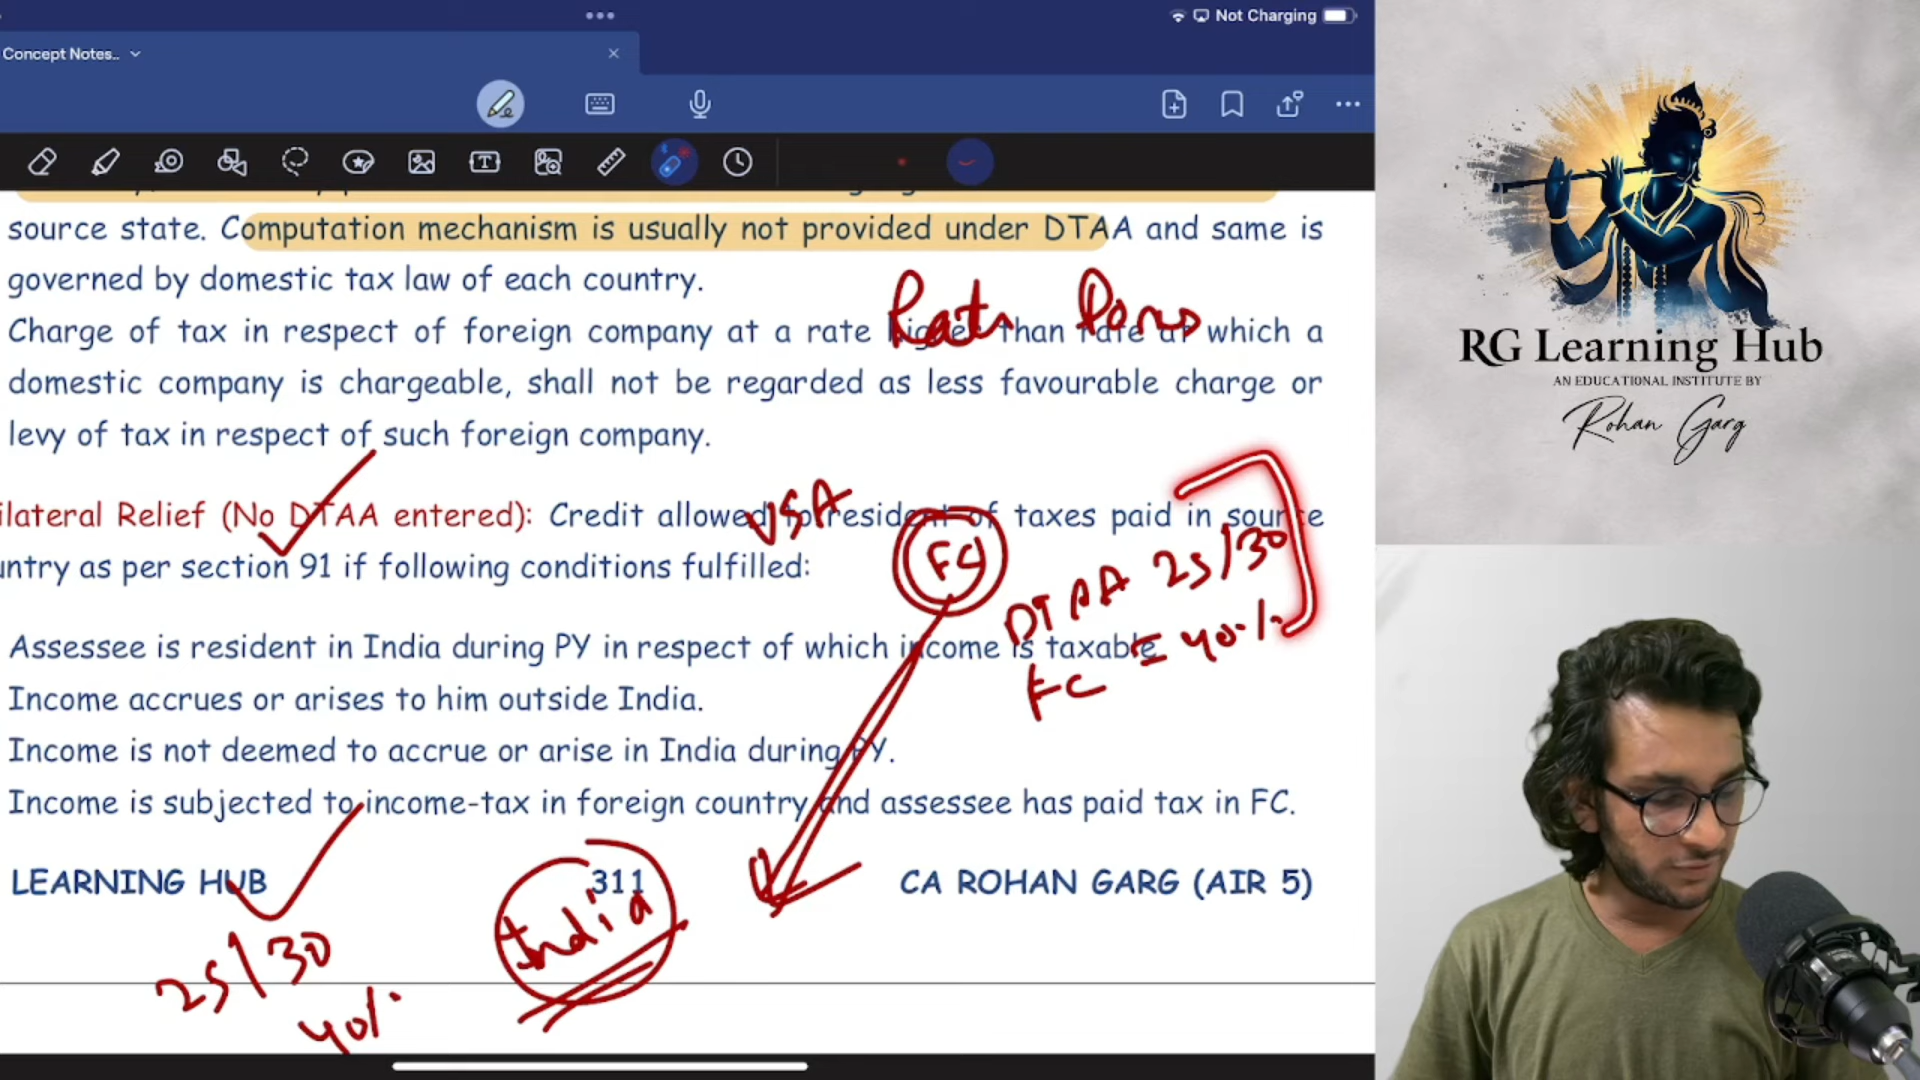 Not Charging
Concept Notes..
source state. Computation mechanism is usually not provided under DTAA and same is
governed by domestic tax law of each country.
Rate
Charge of tax in respect of foreign company at a rate higher than rate at which a
domestic company is chargeable, shall not be regarded as less favourable charge or
levy of tax in respect of such foreign company.
USA
ilateral Relief (No DTAA entered): Credit allowed to resident of taxes paid in source
untry as per section 91 if following conditions fulfilled:
FC
DTAA 25/30
FC = 40%
Assessee is resident in India during PY in respect of which income is taxable.
Income accrues or arises to him outside India.
Income is not deemed to accrue or arise in India during PY.
Income is subjected to income-tax in foreign country and assessee has paid tax in FC.
LEARNING HUB 311 CA ROHAN GARG (AIR 5)
India
25/30
40%
RG Learning Hub
AN EDUCATIONAL INSTITUTE BY
Rohan Garg